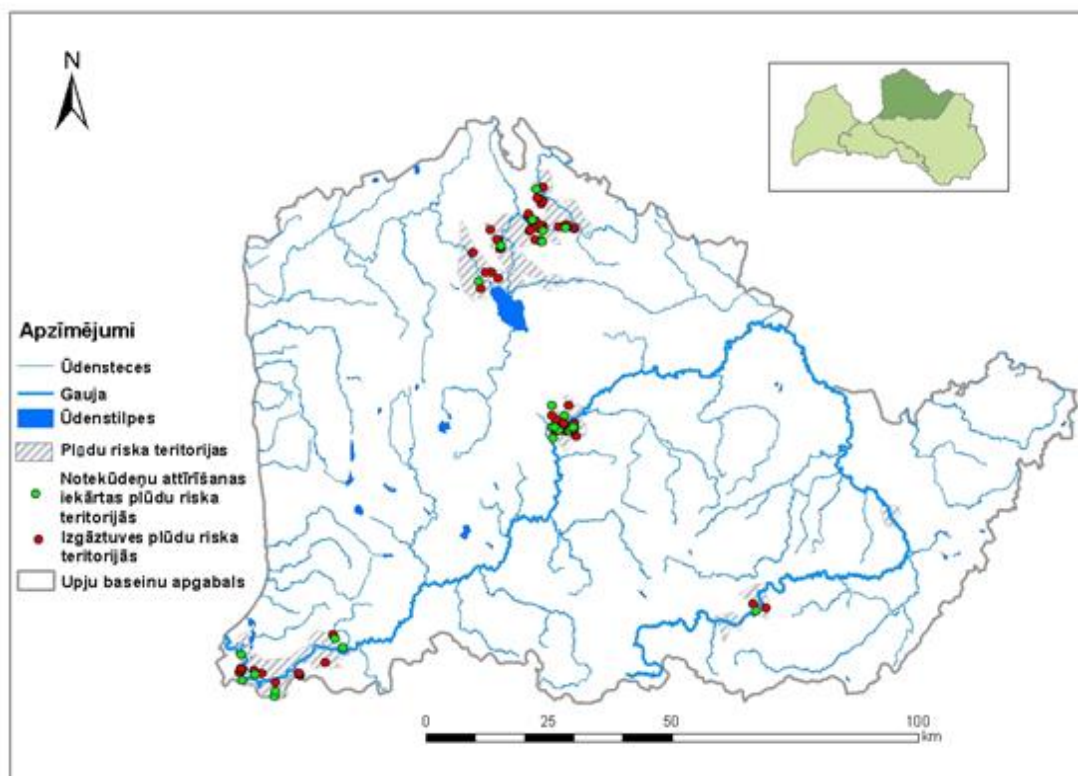 N
Apzīmējumi
Ūdensteces
Gauja
Ūdenstilpes
Plūdu riska teritorijas
Notekūdeņu attīrīšanas
iekārtas plūdu riska
teritorijās
Izgāztuves plūdu riska
teritorijās
Upju baseinu apgabals
0 25 50 100
km